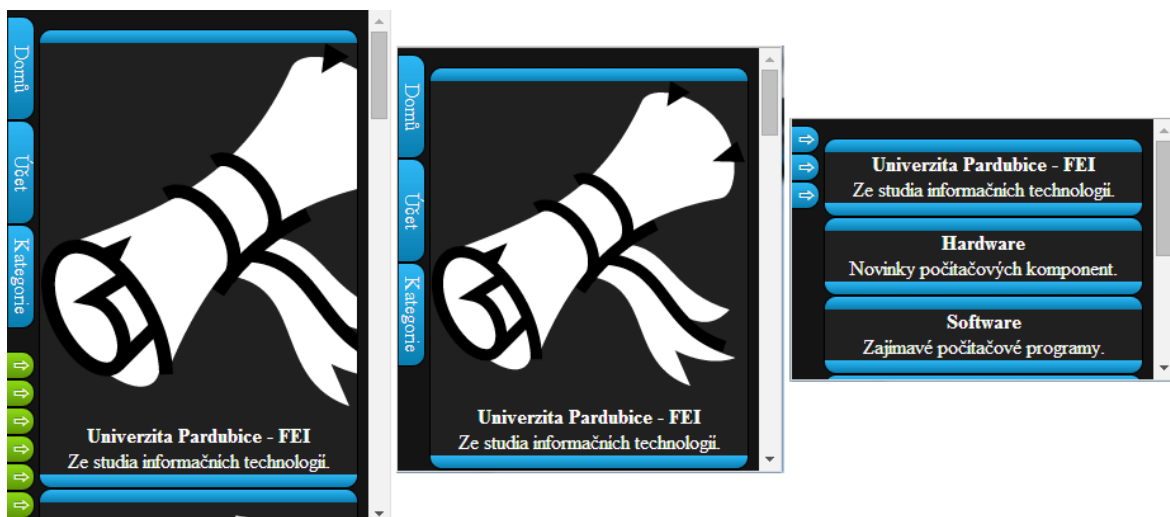 Domů
Účet
Kategorie
Univerzita Pardubice - FEI
Ze studia informačních technologií.
Domů
Účet
Kategorie
Univerzita Pardubice - FEI
Ze studia informačních technologií.
Univerzita Pardubice - FEI
Ze studia informačních technologií.
Hardware
Novinky počítačových komponent.
Software
Zajímavé počítačové programy.